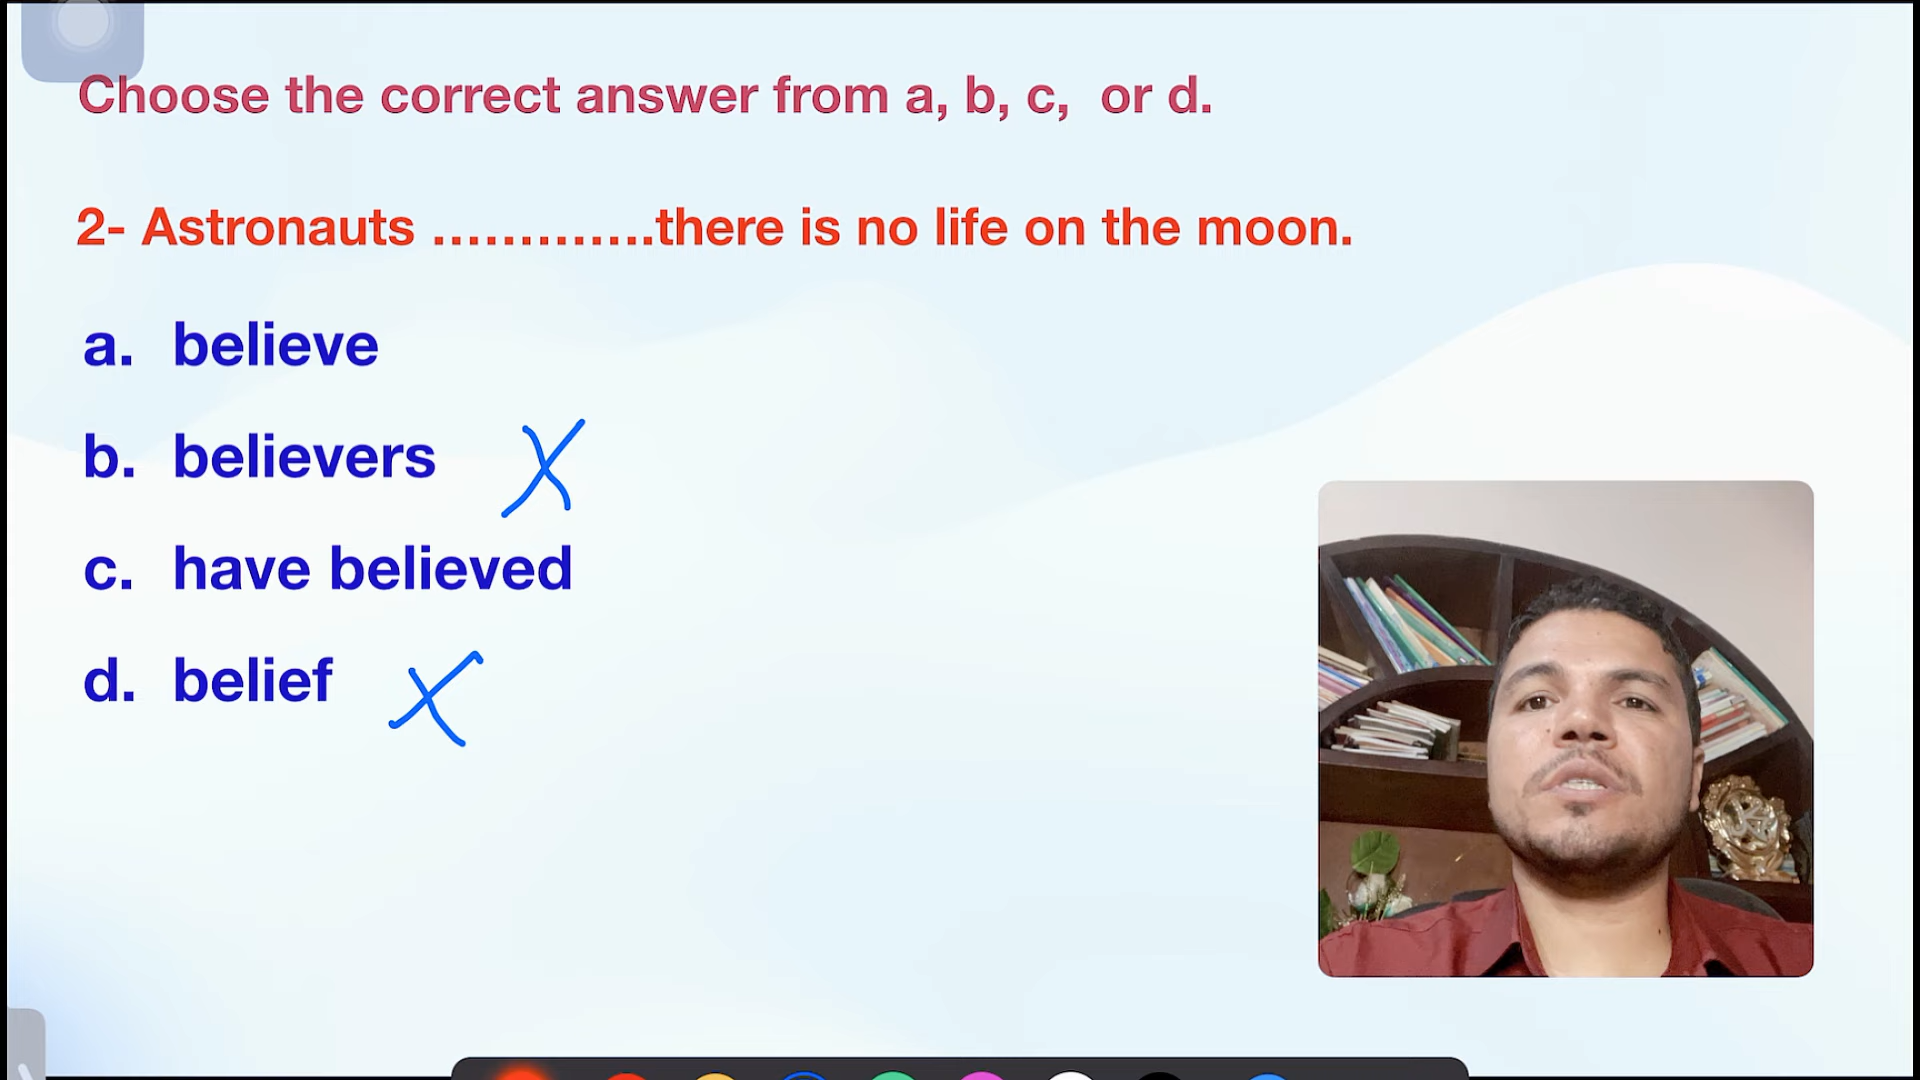 Choose the correct answer from a, b, c, or d.
2- Astronauts .............there is no life on the moon.
a. believe
b. believers X
c. have believed
d. belief X